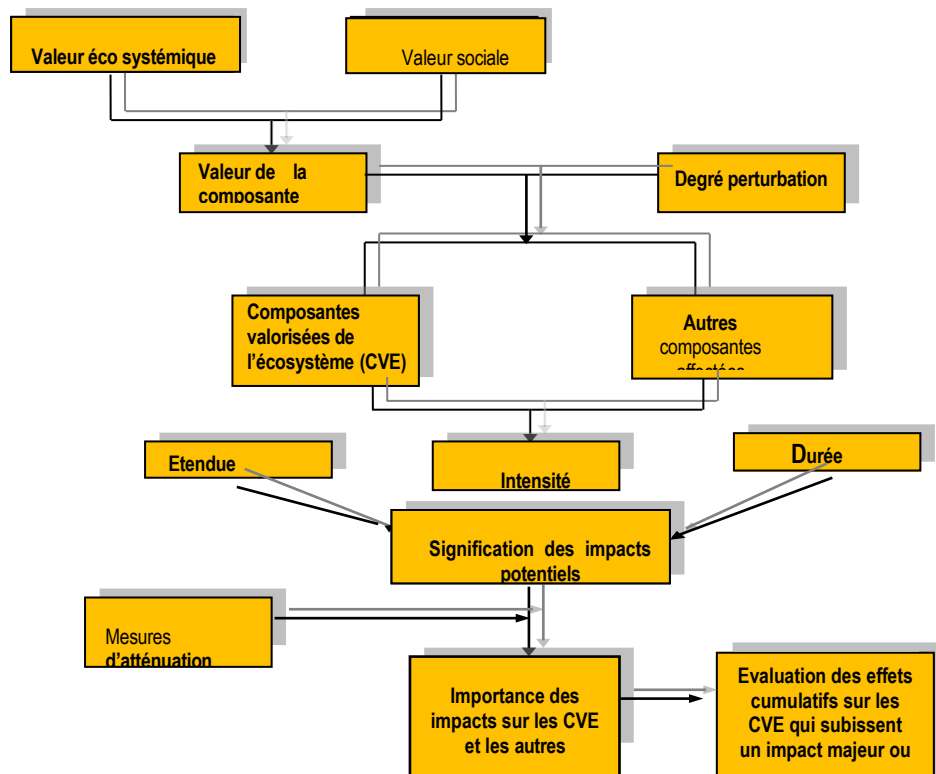 Valeur éco systémique
Valeur sociale
Valeur de la
composante
Degré perturbation
Composantes
valorisées de
l'écosystème (CVE)
Autres
composantes
affectées
Etendue
Intensité
Durée
Signification des impacts
potentiels
Mesures
d'atténuation
Importance des
impacts sur les CVE
et les autres
Evaluation des effets
cumulatifs sur les
CVE qui subissent
un impact majeur ou